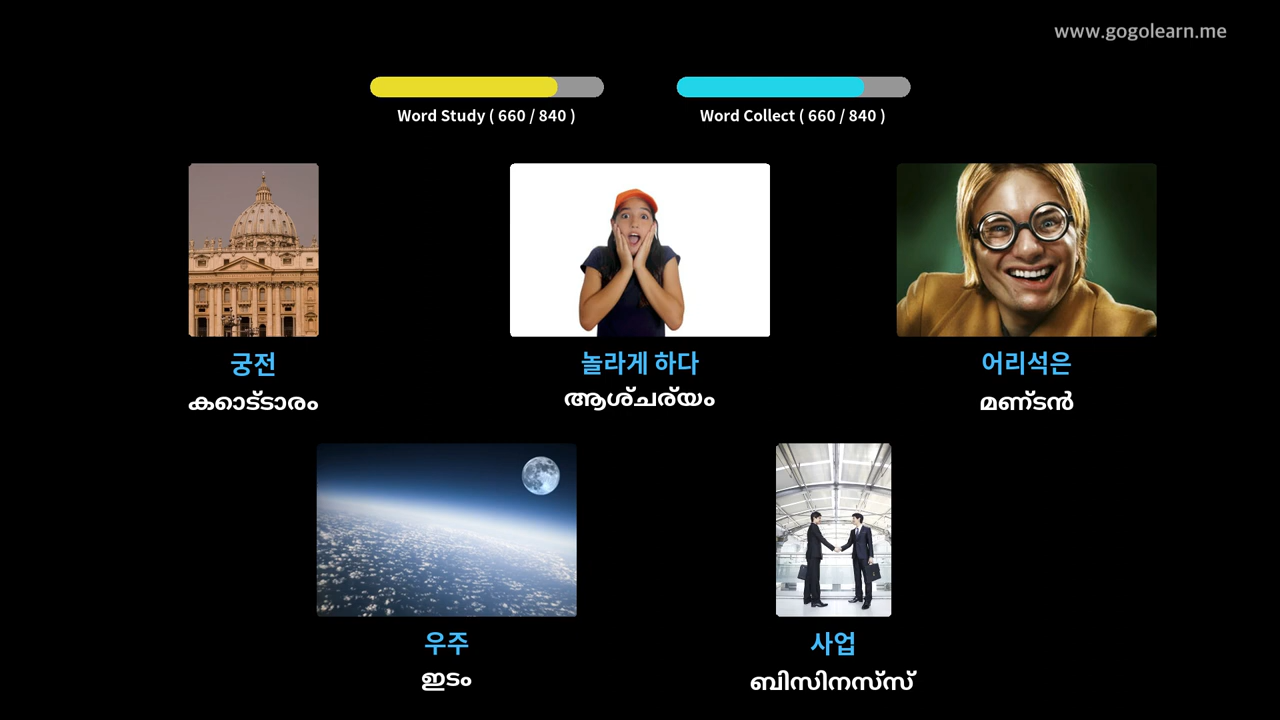 www.gogolearn.me
Word Study ( 660 / 840 )
Word Collect ( 660 / 840 )
궁전
കൊട്ടാരം
놀라게 하다
ആശ്ചര്യം
어리석은
മണ്ടൻ
우주
ഇടം
사업
ബിസിനസ്സ്